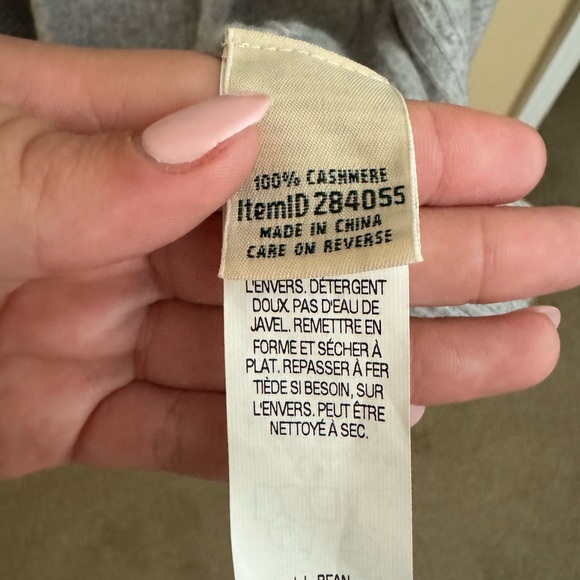 100% CASHMERE
ItemID 284055
MADE IN CHINA
CARE ON REVERSE
L'ENVERS. DÉTERGENT
DOUX. PAS D'EAU DE
JAVEL. REMETTRE EN
FORME ET SÉCHER À
PLAT. REPASSER À FER
TIÈDE SI BESOIN, SUR
L'ENVERS. PEUT ÊTRE
NETTOYÉ À SEC.
BEAN